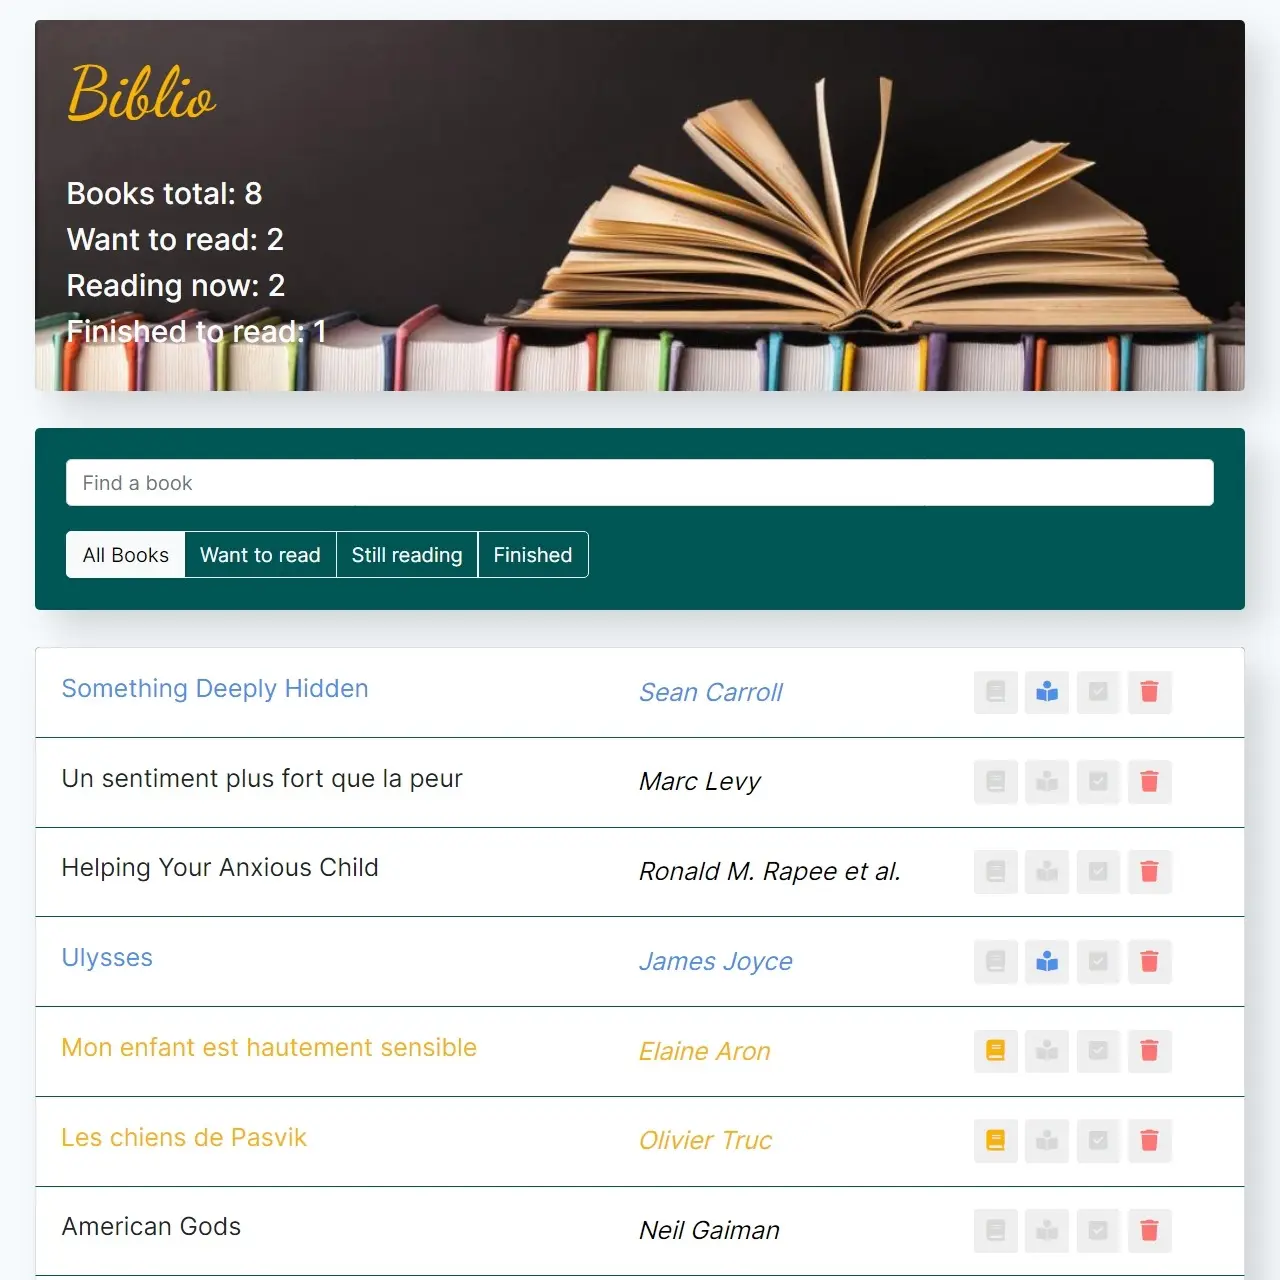 Biblio
Books total: 8
Want to read: 2
Reading now: 2
Finished to read: 1
Find a book
All Books Want to read Still reading Finished
Something Deeply Hidden Sean Carroll
Un sentiment plus fort que la peur Marc Levy
Helping Your Anxious Child Ronald M. Rapee et al.
Ulysses James Joyce
Mon enfant est hautement sensible Elaine Aron
Les chiens de Pasvik Olivier Truc
American Gods Neil Gaiman